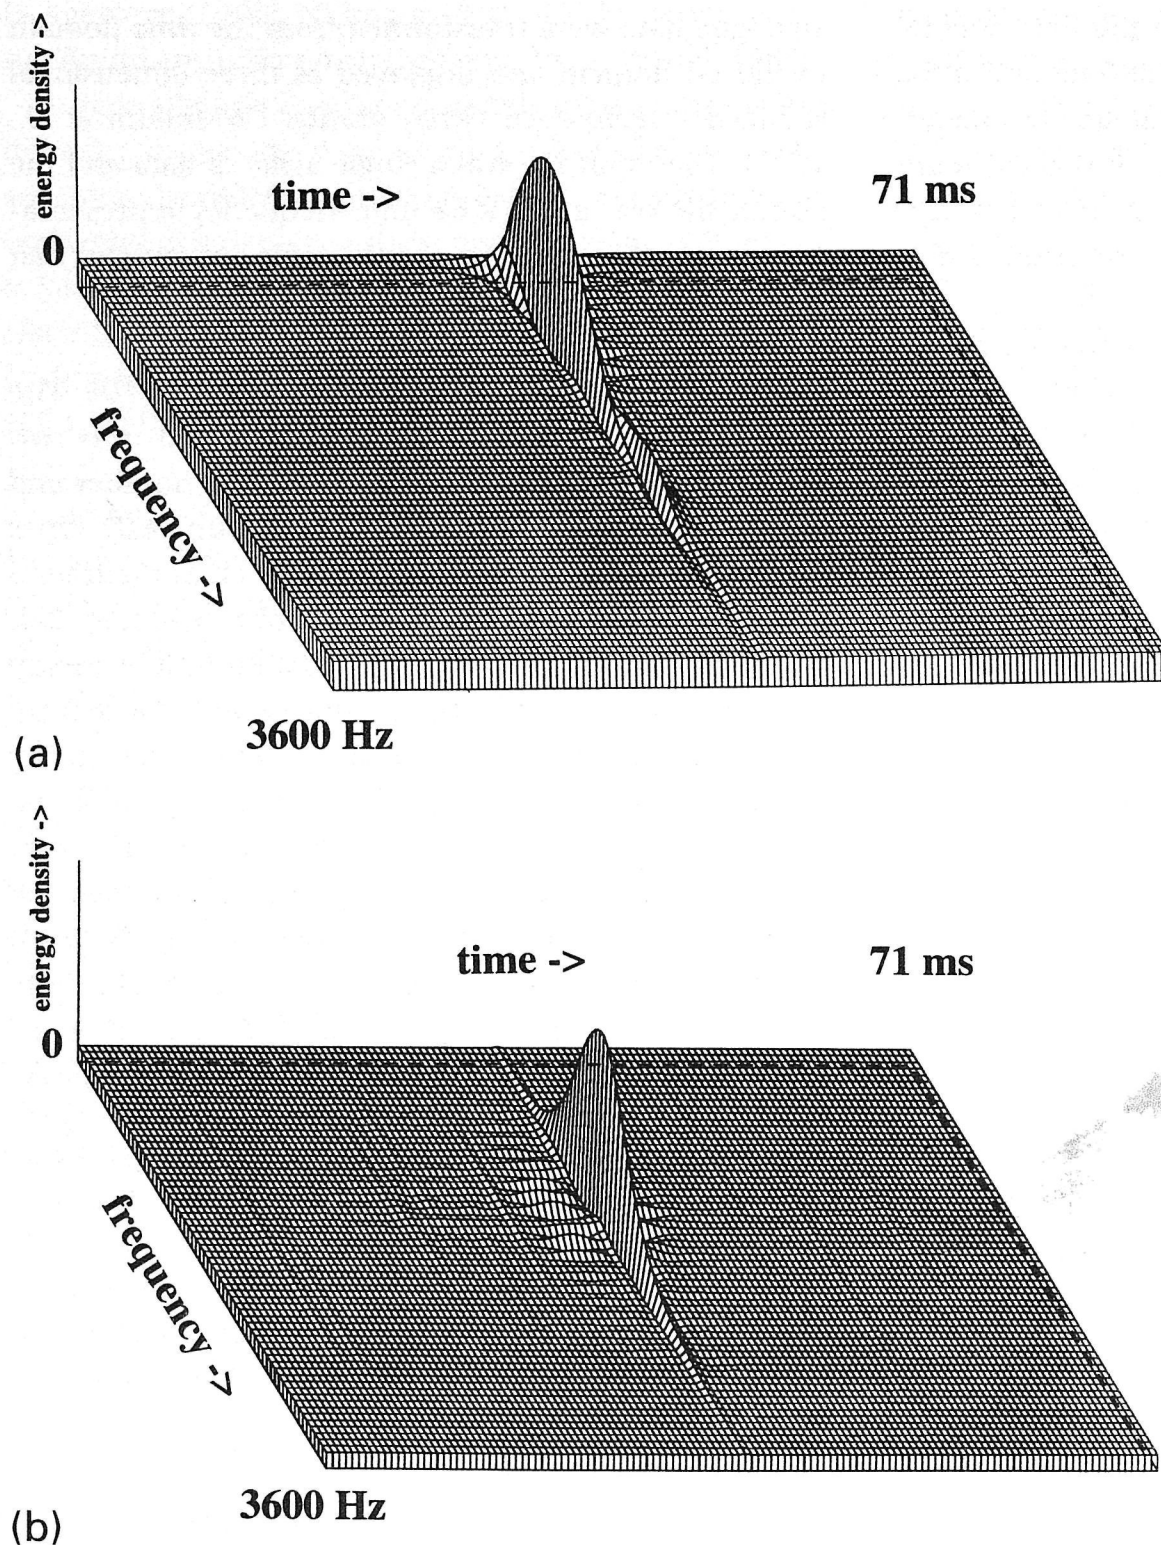 energy density ->
time ->
71 ms
0
frequency ->
3600 Hz
(a)
energy density ->
time ->
71 ms
0
frequency ->
3600 Hz
(b)